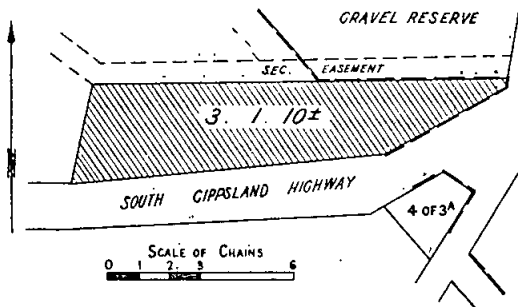 GRAVEL RESERVE
SEC. EASEMENT
3. 1. 10±
SOUTH GIPPSLAND HIGHWAY
4 OF 3A
SCALE OF CHAINS
0 1 2 3 6